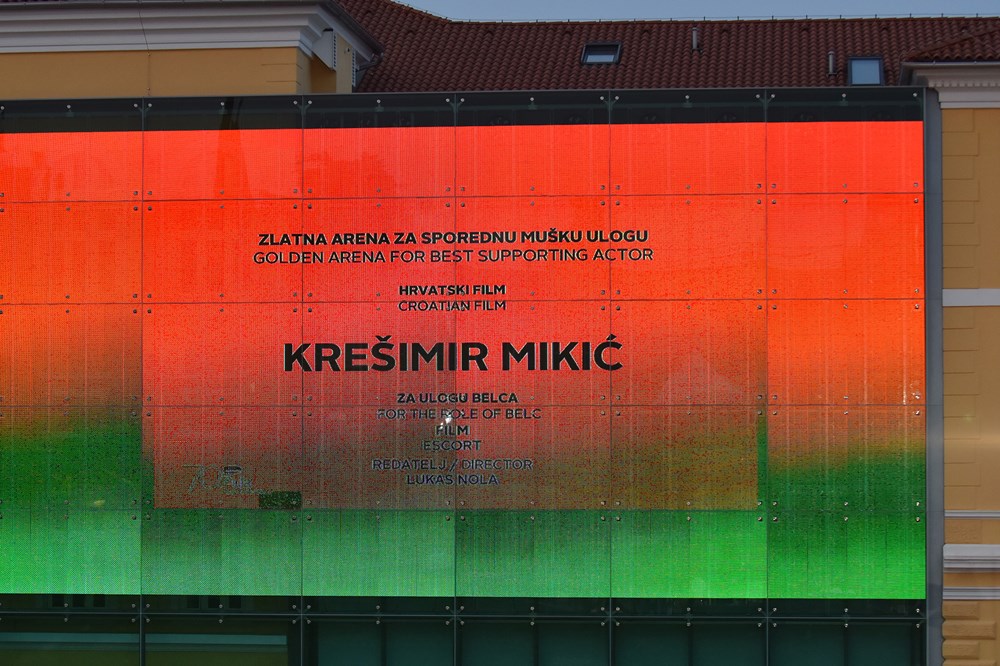 ZLATNA ARENA ZA SPOREDNU MUŠKU ULOGU
GOLDEN ARENA FOR BEST SUPPORTING ACTOR
HRVATSKI FILM
CROATIAN FILM
KREŠIMIR MIKIĆ
ZA ULOGU BELCA
FOR THE ROLE OF BELC
FILM
ESCORT
REDATELJ / DIRECTOR
LUKAS NOLA